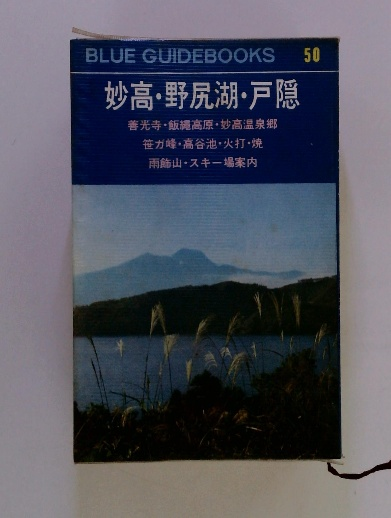 BLUE GUIDEBOOKS 50
妙高・野尻湖・戸隠
善光寺・飯縄高原・妙高温泉郷
笹ガ峰・高谷池・火打・焼
雨飾山・スキー場案内